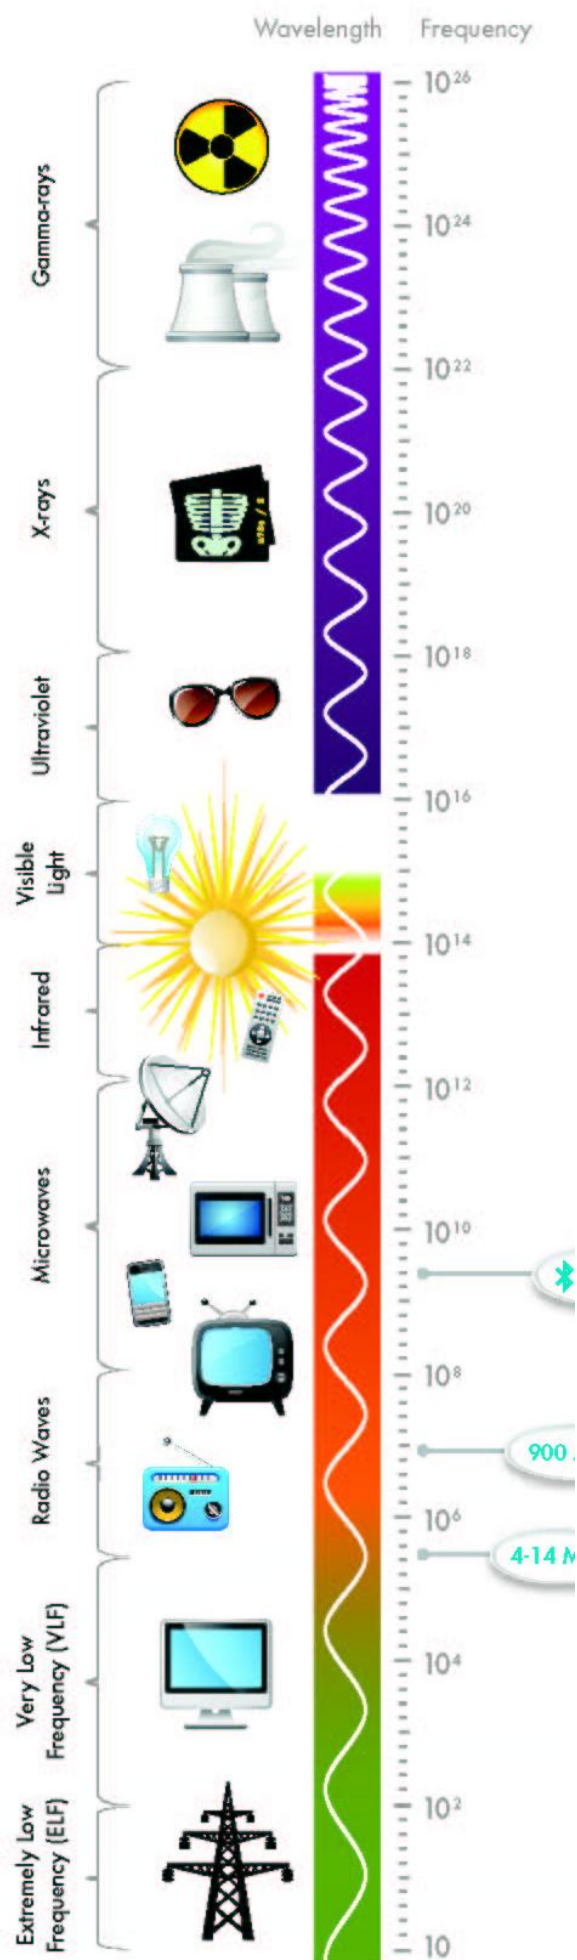 Wavelength Frequency
10²⁶
Gamma-rays
10²⁴
10²²
X-rays
10²⁰
10¹⁸
Ultraviolet
10¹⁶
Visible
Light
10¹⁴
Infrared
10¹²
Microwaves
10¹⁰
10⁸
Radio Waves
900
10⁶
4-14 M
Very Low
Frequency (VLF)
10⁴
10²
Extremely Low
Frequency (ELF)
10